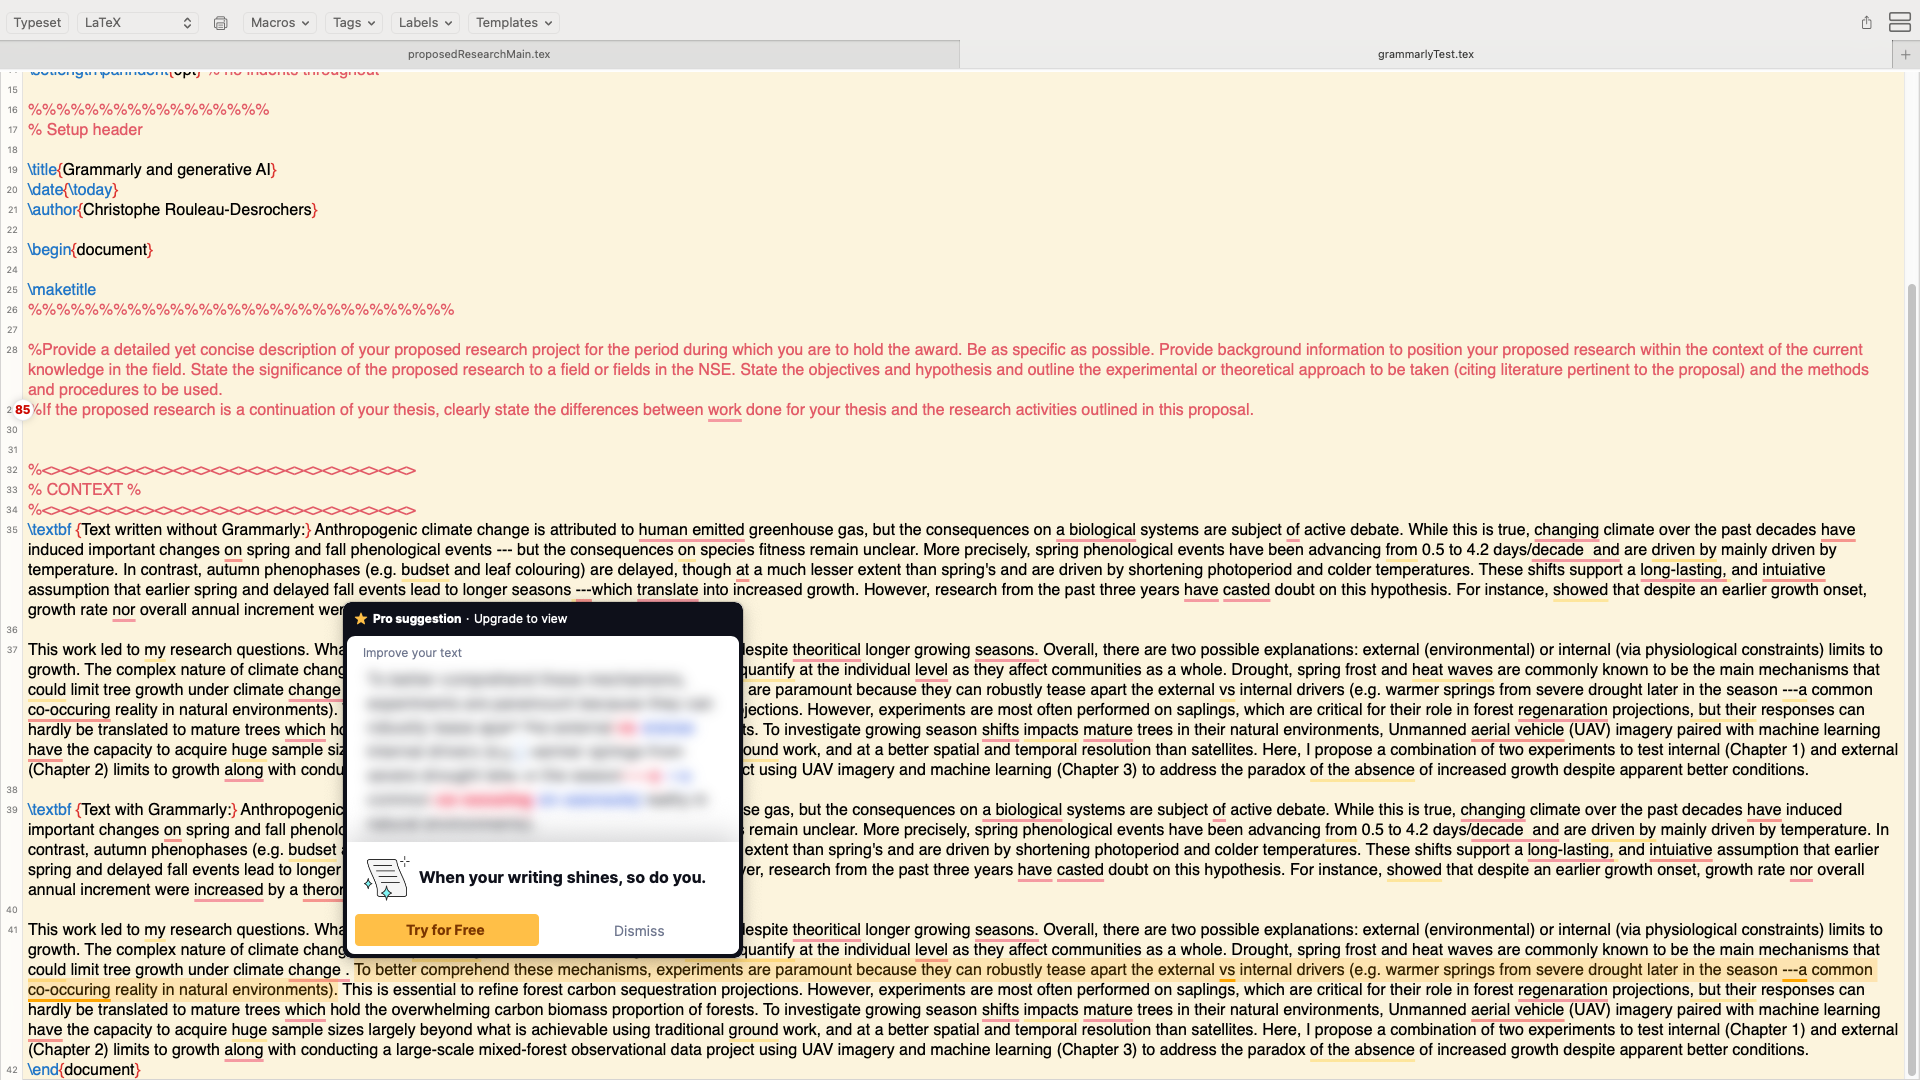 Typeset LaTeX Macros Tags Labels Templates
proposedResearchMain.tex grammarlyTest.tex +
15
16 %%%%%%%%%%%%%%%%%
17 % Setup header
18
19 \title{Grammarly and generative AI}
20 \date{\today}
21 \author{Christophe Rouleau-Desrochers}
22
23 \begin{document}
24
25 \maketitle
26 %%%%%%%%%%%%%%%%%%%%%%%%%%%%%%
27
28 %Provide a detailed yet concise description of your proposed research project for the period during which you are to hold the award. Be as specific as possible. Provide background information to position your proposed research within the context of the current
knowledge in the field. State the significance of the proposed research to a field or fields in the NSE. State the objectives and hypothesis and outline the experimental or theoretical approach to be taken (citing literature pertinent to the proposal) and the methods
and procedures to be used.
85 %If the proposed research is a continuation of your thesis, clearly state the differences between work done for your thesis and the research activities outlined in this proposal.
30
31
32 %<><><><><><><><><><><><><><><><><><><><>
33 % CONTEXT %
34 %<><><><><><><><><><><><><><><><><><><><>
35 \textbf {Text written without Grammarly:} Anthropogenic climate change is attributed to human emitted greenhouse gas, but the consequences on a biological systems are subject of active debate. While this is true, changing climate over the past decades have
induced important changes on spring and fall phenological events --- but the consequences on species fitness remain unclear. More precisely, spring phenological events have been advancing from 0.5 to 4.2 days/decade  and are driven by mainly driven by
temperature. In contrast, autumn phenophases (e.g. budset and leaf colouring) are delayed, though at a much lesser extent than spring's and are driven by shortening photoperiod and colder temperatures. These shifts support a long-lasting, and intuiative
assumption that earlier spring and delayed fall events lead to longer seasons ---which translate into increased growth. However, research from the past three years have casted doubt on this hypothesis. For instance, showed that despite an earlier growth onset,
growth rate nor overall annual increment wer
36
37 This work led to my research questions. Wha espite theoritical longer growing seasons. Overall, there are two possible explanations: external (environmental) or internal (via physiological constraints) limits to
growth. The complex nature of climate chang quantify at the individual level as they affect communities as a whole. Drought, spring frost and heat waves are commonly known to be the main mechanisms that
could limit tree growth under climate change are paramount because they can robustly tease apart the external vs internal drivers (e.g. warmer springs from severe drought later in the season ---a common
co-occuring reality in natural environments). jections. However, experiments are most often performed on saplings, which are critical for their role in forest regenaration projections, but their responses can
hardly be translated to mature trees which ho ts. To investigate growing season shifts impacts mature trees in their natural environments, Unmanned aerial vehicle (UAV) imagery paired with machine learning
have the capacity to acquire huge sample siz ound work, and at a better spatial and temporal resolution than satellites. Here, I propose a combination of two experiments to test internal (Chapter 1) and external
(Chapter 2) limits to growth along with condu ct using UAV imagery and machine learning (Chapter 3) to address the paradox of the absence of increased growth despite apparent better conditions.
38
39 \textbf {Text with Grammarly:} Anthropogenic se gas, but the consequences on a biological systems are subject of active debate. While this is true, changing climate over the past decades have induced
important changes on spring and fall phenolo remain unclear. More precisely, spring phenological events have been advancing from 0.5 to 4.2 days/decade  and are driven by mainly driven by temperature. In
contrast, autumn phenophases (e.g. budset extent than spring's and are driven by shortening photoperiod and colder temperatures. These shifts support a long-lasting, and intuiative assumption that earlier
spring and delayed fall events lead to longer er, research from the past three years have casted doubt on this hypothesis. For instance, showed that despite an earlier growth onset, growth rate nor overall
annual increment were increased by a theror
40
41 This work led to my research questions. Wha espite theoritical longer growing seasons. Overall, there are two possible explanations: external (environmental) or internal (via physiological constraints) limits to
growth. The complex nature of climate chang quantify at the individual level as they affect communities as a whole. Drought, spring frost and heat waves are commonly known to be the main mechanisms that
could limit tree growth under climate change . To better comprehend these mechanisms, experiments are paramount because they can robustly tease apart the external vs internal drivers (e.g. warmer springs from severe drought later in the season ---a common
co-occuring reality in natural environments). This is essential to refine forest carbon sequestration projections. However, experiments are most often performed on saplings, which are critical for their role in forest regenaration projections, but their responses can
hardly be translated to mature trees which hold the overwhelming carbon biomass proportion of forests. To investigate growing season shifts impacts mature trees in their natural environments, Unmanned aerial vehicle (UAV) imagery paired with machine learning
have the capacity to acquire huge sample sizes largely beyond what is achievable using traditional ground work, and at a better spatial and temporal resolution than satellites. Here, I propose a combination of two experiments to test internal (Chapter 1) and external
(Chapter 2) limits to growth along with conducting a large-scale mixed-forest observational data project using UAV imagery and machine learning (Chapter 3) to address the paradox of the absence of increased growth despite apparent better conditions.
42 \end{document}
Pro suggestion · Upgrade to view
Improve your text
When your writing shines, so do you.
Try for Free Dismiss